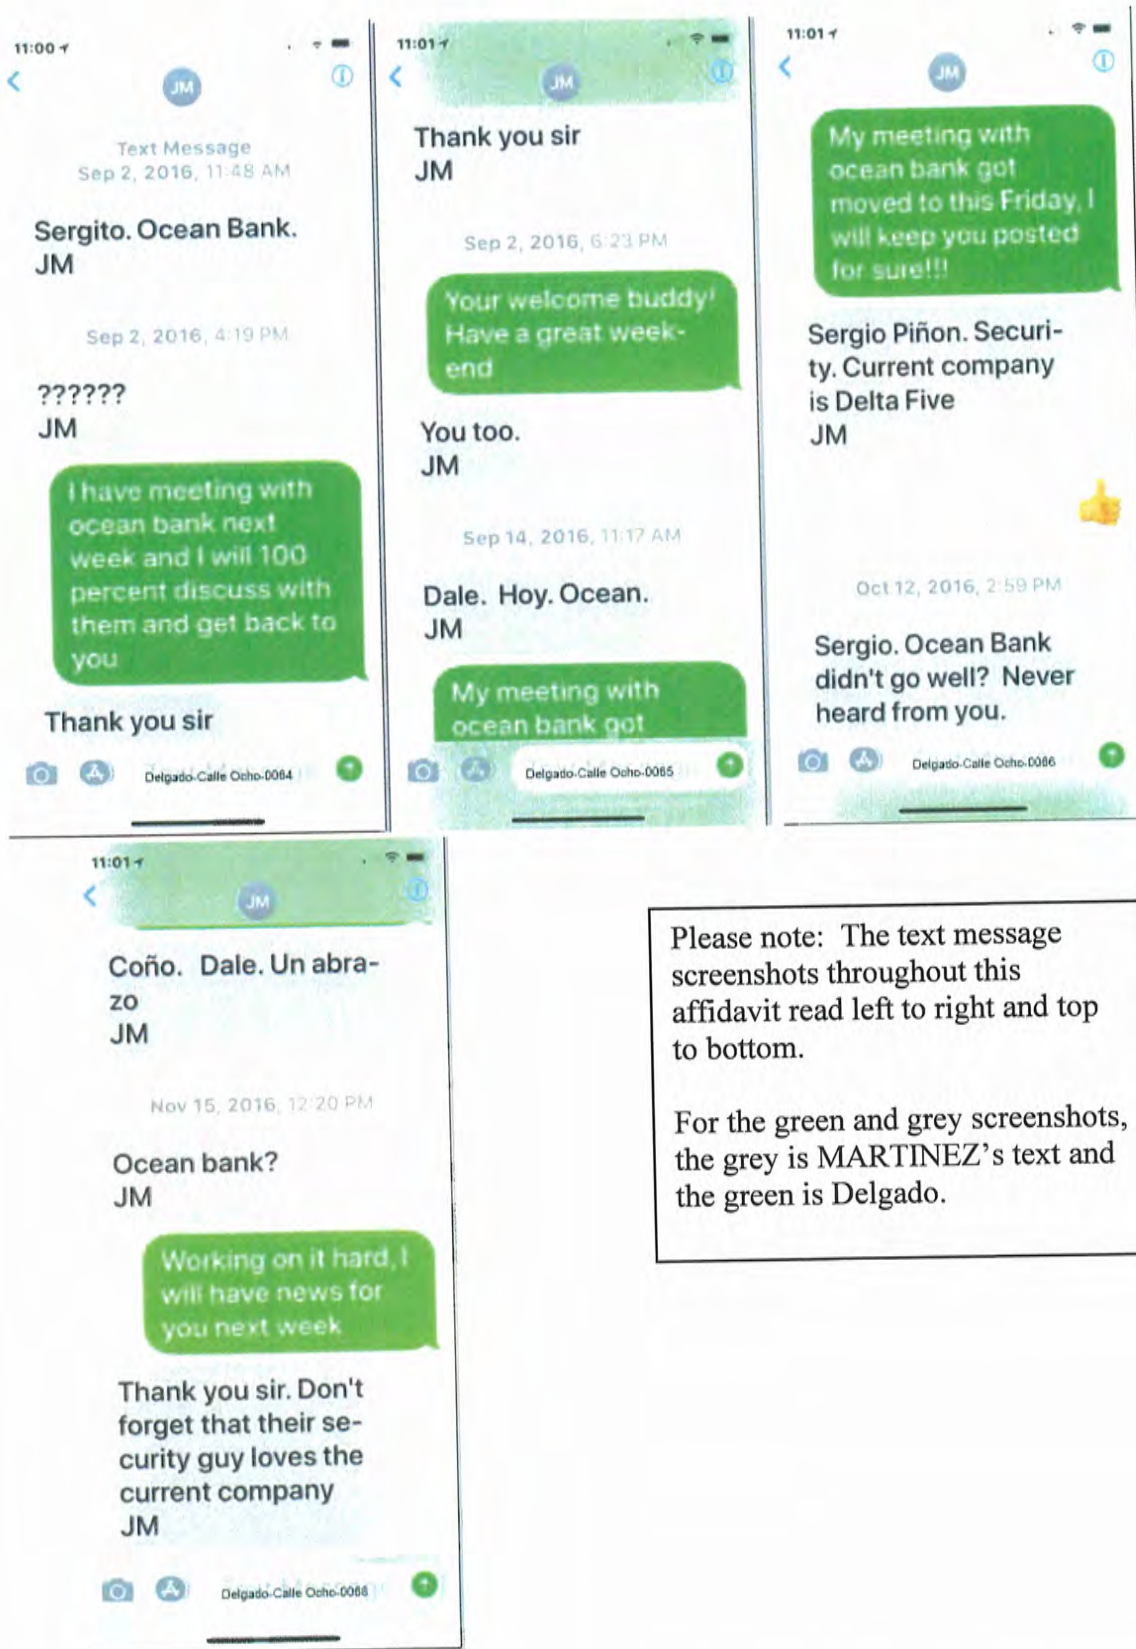 11:00
JM
Text Message
Sep 2, 2016, 11:48 AM
Sergito. Ocean Bank.
JM
Sep 2, 2016, 4:19 PM
??????
JM
I have meeting with
ocean bank next
week and I will 100
percent discuss with
them and get back to
you
Thank you sir
Delgado-Calle Ocho-0064
11:01
JM
Thank you sir
JM
Sep 2, 2016, 6:23 PM
Your welcome buddy!
Have a great week-
end
You too.
JM
Sep 14, 2016, 11:17 AM
Dale. Hoy. Ocean.
JM
My meeting with
ocean bank got
Delgado-Calle Ocho-0065
11:01
JM
My meeting with
ocean bank got
moved to this Friday, I
will keep you posted
for sure!!!
Sergio Piñon. Securi-
ty. Current company
is Delta Five
JM
Oct 12, 2016, 2:59 PM
Sergio. Ocean Bank
didn't go well? Never
heard from you.
Delgado-Calle Ocho-0066
11:01
JM
Coño. Dale. Un abra-
zo
JM
Nov 15, 2016, 12:20 PM
Ocean bank?
JM
Working on it hard, I
will have news for
you next week
Thank you sir. Don't
forget that their se-
curity guy loves the
current company
JM
Delgado-Calle Ocho-0068
Please note: The text message
screenshots throughout this
affidavit read left to right and top
to bottom.
For the green and grey screenshots,
the grey is MARTINEZ's text and
the green is Delgado.